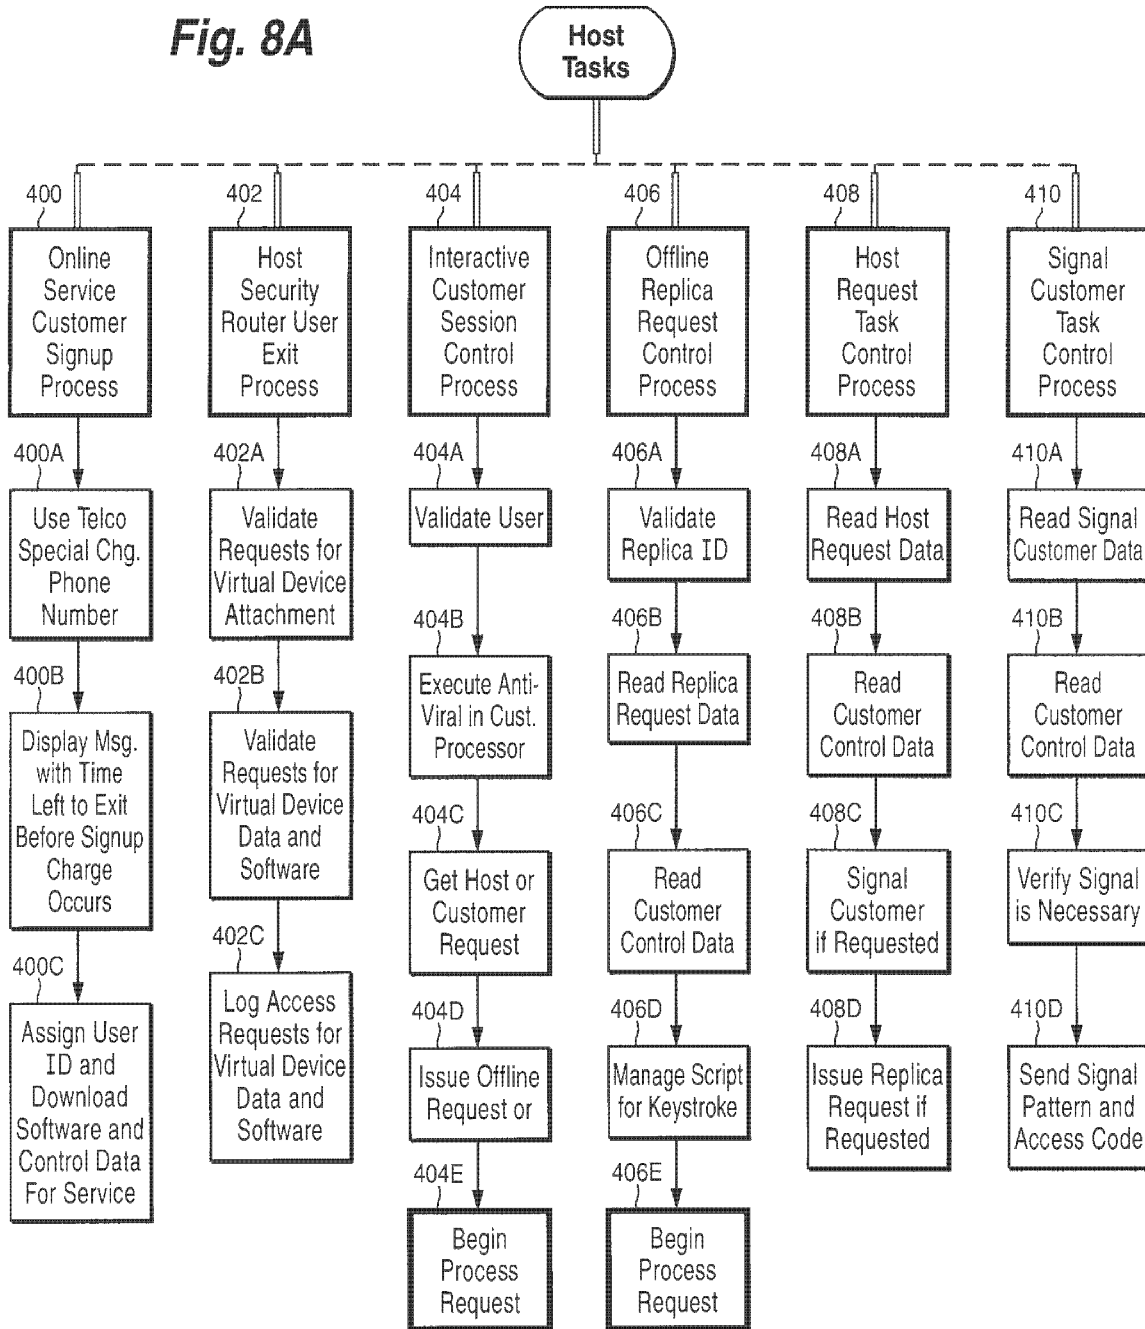 Fig. 8A
Host
Tasks
400
Online
Service
Customer
Signup
Process
400A
Use Telco
Special Chg.
Phone
Number
400B
Display Msg.
with Time
Left to Exit
Before Signup
Charge
Occurs
400C
Assign User
ID and
Download
Software and
Control Data
For Service
402
Host
Security
Router User
Exit
Process
402A
Validate
Requests for
Virtual Device
Attachment
402B
Validate
Requests for
Virtual Device
Data and
Software
402C
Log Access
Requests for
Virtual Device
Data and
Software
404
Interactive
Customer
Session
Control
Process
404A
Validate User
404B
Execute Anti-
Viral in Cust.
Processor
404C
Get Host or
Customer
Request
404D
Issue Offline
Request or
404E
Begin
Process
Request
406
Offline
Replica
Request
Control
Process
406A
Validate
Replica ID
406B
Read Replica
Request Data
406C
Read
Customer
Control Data
406D
Manage Script
for Keystroke
406E
Begin
Process
Request
408
Host
Request
Task
Control
Process
408A
Read Host
Request Data
408B
Read
Customer
Control Data
408C
Signal
Customer
if Requested
408D
Issue Replica
Request if
Requested
410
Signal
Customer
Task
Control
Process
410A
Read Signal
Customer Data
410B
Read
Customer
Control Data
410C
Verify Signal
is Necessary
410D
Send Signal
Pattern and
Access Code